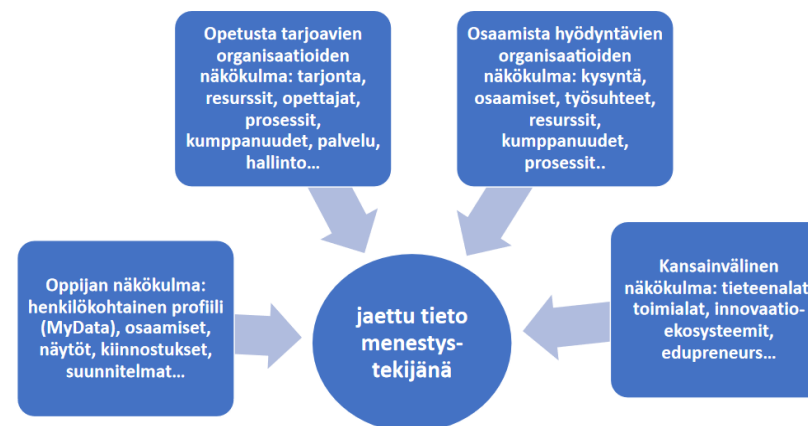 Opetusta tarjoavien
organisaatioiden
näkökulma: tarjonta,
resurssit, opettajat,
prosessit,
kumppanuudet, palvelu,
hallinto…
Osaamista hyödyntävien
organisaatioiden
näkökulma: kysyntä,
osaamiset, työsuhteet,
resurssit,
kumppanuudet,
prosessit..
Oppijan näkökulma:
henkilökohtainen profiili
(MyData), osaamiset,
näytöt, kiinnostukset,
suunnitelmat…
jaettu tieto
menestys-
tekijänä
Kansainvälinen
näkökulma: tieteenalat
toimialat, innovaatio-
ekosysteemit,
edupreneurs…